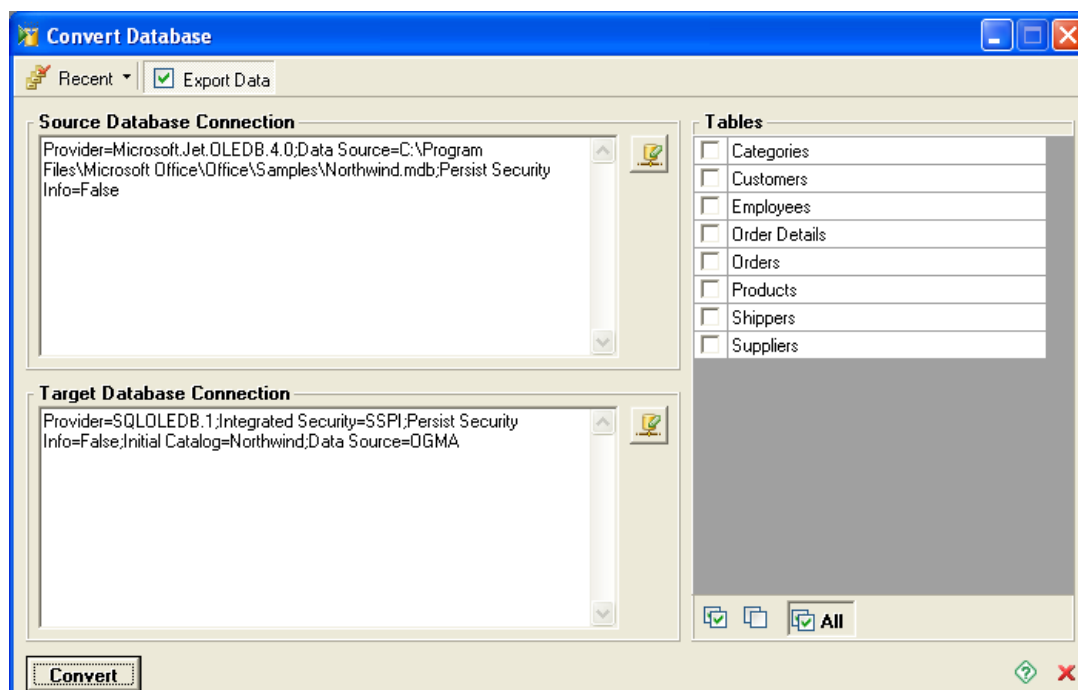 Convert Database
Recent
Export Data
Source Database Connection
Provider=Microsoft.Jet.OLEDB.4.0;Data Source=C:\Program
Files\Microsoft Office\Office\Samples\Northwind.mdb;Persist Security
Info=False
Target Database Connection
Provider=SQLOLEDB.1;Integrated Security=SSPI;Persist Security
Info=False;Initial Catalog=Northwind;Data Source=OGMA
Tables
Categories
Customers
Employees
Order Details
Orders
Products
Shippers
Suppliers
All
Convert